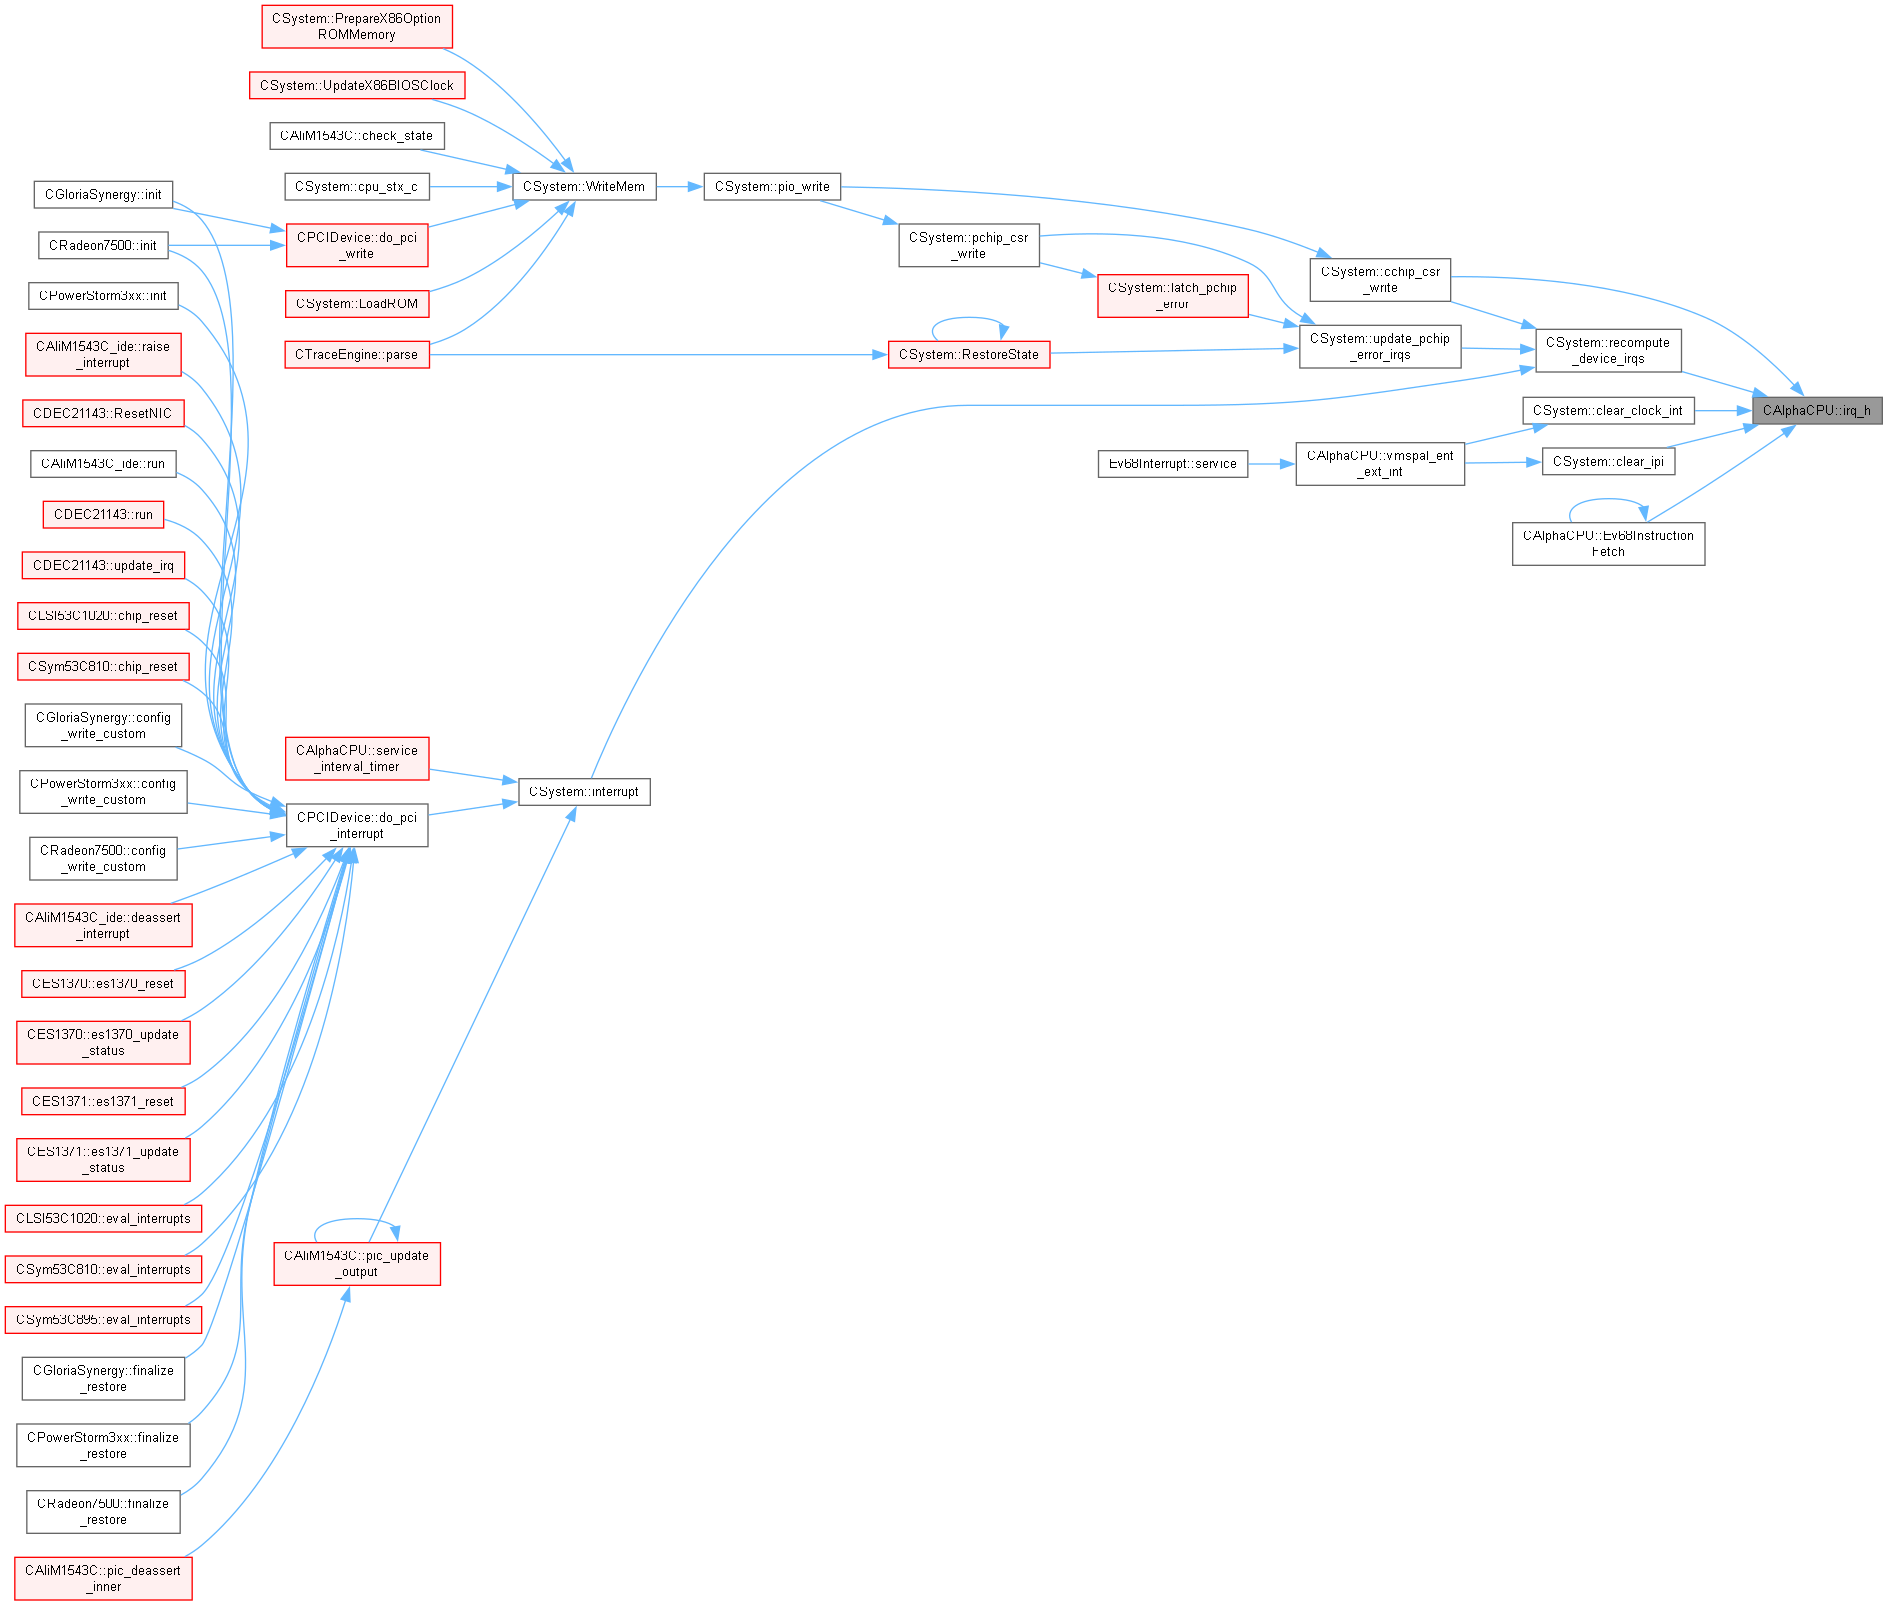 CSystem::PrepareX86Option
ROMMemory
CSystem::UpdateX86BIOSClock
CAliM1543C::check_state
CSystem::cpu_stx_c
CSystem::WriteMem
CSystem::pio_write
CGloriaSynergy::init
CRadeon7500::init
CPowerStorm3xx::init
CPCIDevice::do_pci
_write
CSystem::pchip_csr
_write
CSystem::cchip_csr
_write
CSystem::LoadROM
CSystem::latch_pchip
_error
CTraceEngine::parse
CSystem::RestoreState
CSystem::update_pchip
_error_irqs
CSystem::recompute
_device_irqs
CAliM1543C_ide::raise
_interrupt
CDEC21143::ResetNIC
CSystem::clear_clock_int
CAlphaCPU::irq_h
CAliM1543C_ide::run
Ev68Interrupt::service
CAlphaCPU::vmspal_ent
_ext_int
CSystem::clear_ipi
CDEC21143::run
CAlphaCPU::Ev68Instruction
Fetch
CDEC21143::update_irq
CLSI53C1020::chip_reset
CSym53C810::chip_reset
CGloriaSynergy::config
_write_custom
CPowerStorm3xx::config
_write_custom
CRadeon7500::config
_write_custom
CAlphaCPU::service
_interval_timer
CSystem::interrupt
CPCIDevice::do_pci
_interrupt
CAliM1543C_ide::deassert
_interrupt
CES1370::es1370_reset
CES1370::es1370_update
_status
CES1371::es1371_reset
CES1371::es1371_update
_status
CLSI53C1020::eval_interrupts
CSym53C810::eval_interrupts
CSym53C895::eval_interrupts
CAliM1543C::pic_update
_output
CGloriaSynergy::finalize
_restore
CPowerStorm3xx::finalize
_restore
CRadeon7500::finalize
_restore
CAliM1543C::pic_deassert
_inner